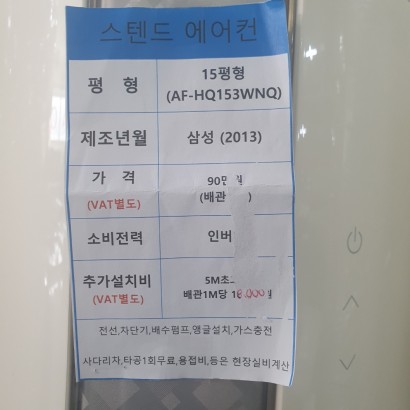 스텐드 에어컨
평 형
15평형
(AF-HQ153WNQ)
제조년월
삼성 (2013)
가 격
(VAT별도)
(배관
소비전력
추가설치비
(VAT별도)
배관1M당
전선,차단기,배수펌프,앵글설치,가스충전
사다리차,타공1회무료,용접비,등은 현장실비계산